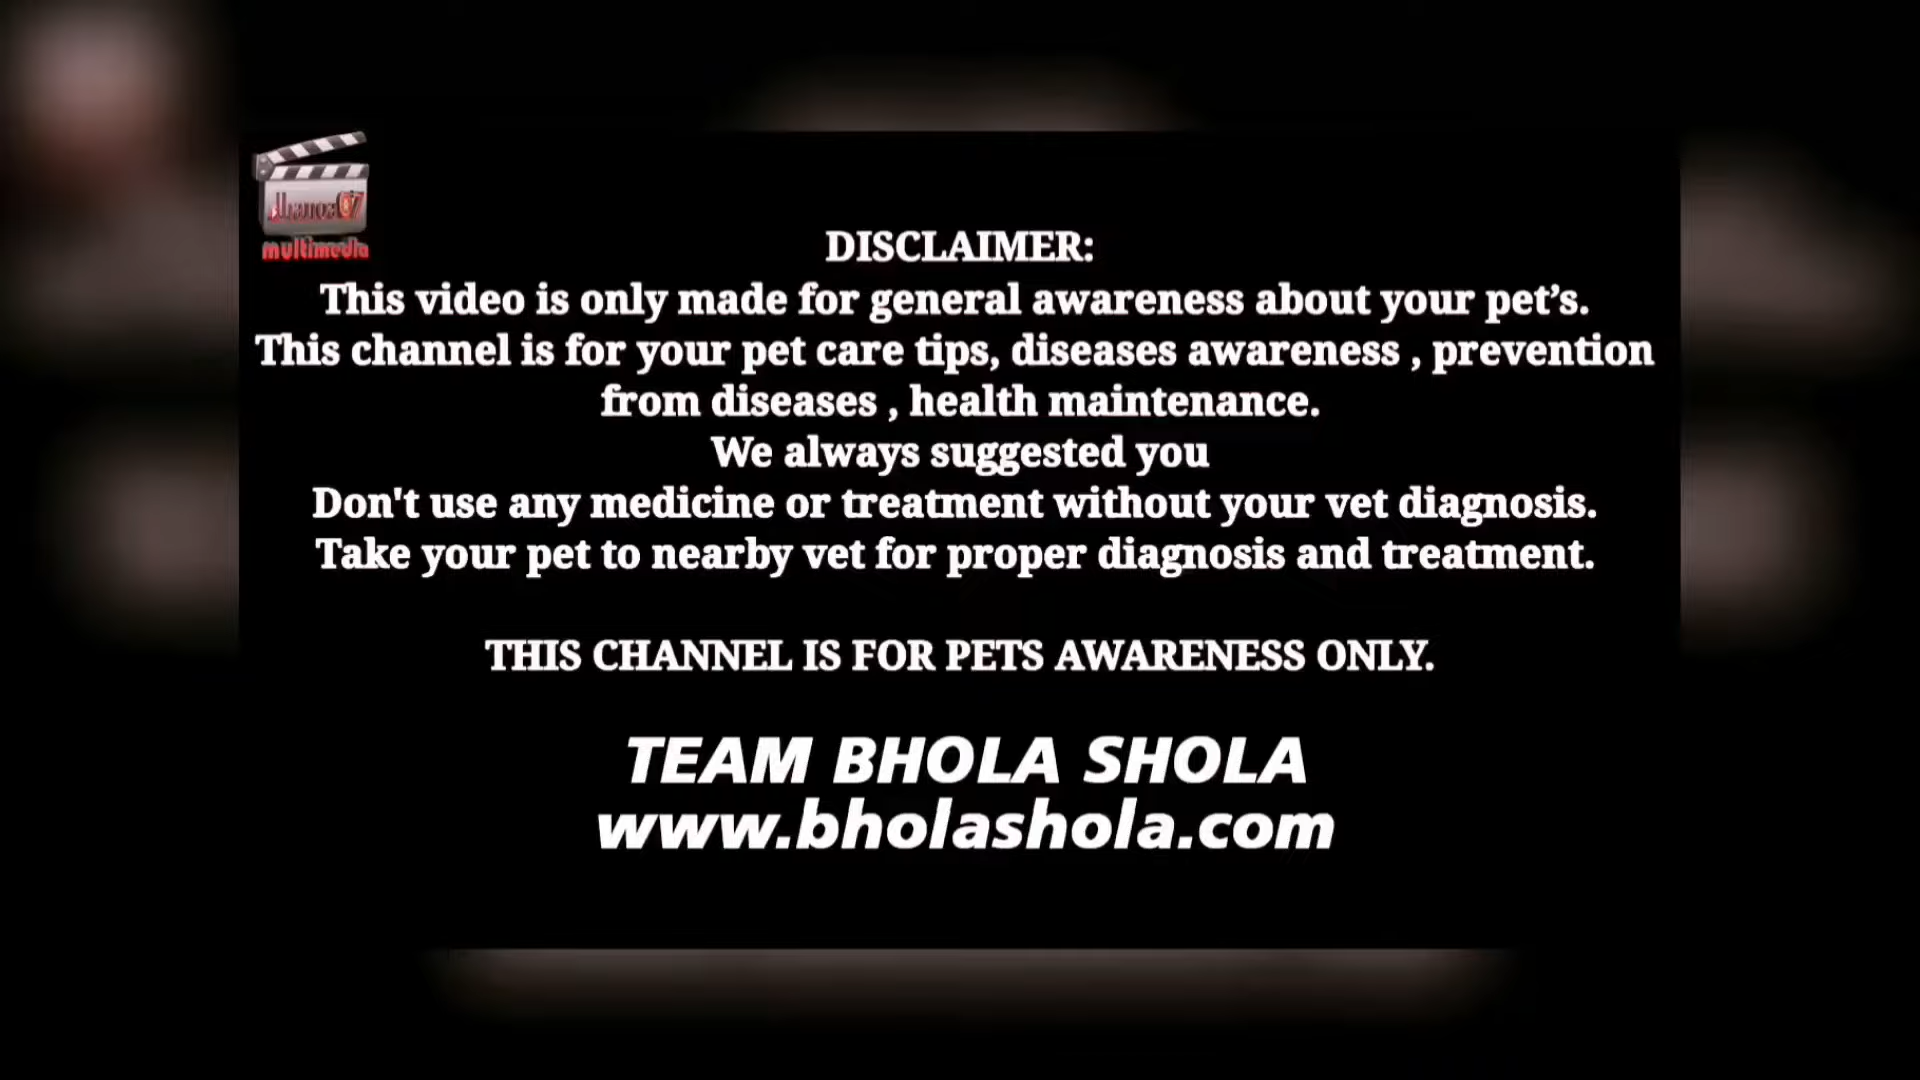 multimedia
DISCLAIMER:
This video is only made for general awareness about your pet’s.
This channel is for your pet care tips, diseases awareness , prevention
from diseases , health maintenance.
We always suggested you
Don't use any medicine or treatment without your vet diagnosis.
Take your pet to nearby vet for proper diagnosis and treatment.
THIS CHANNEL IS FOR PETS AWARENESS ONLY.
TEAM BHOLA SHOLA
www.bholashola.com